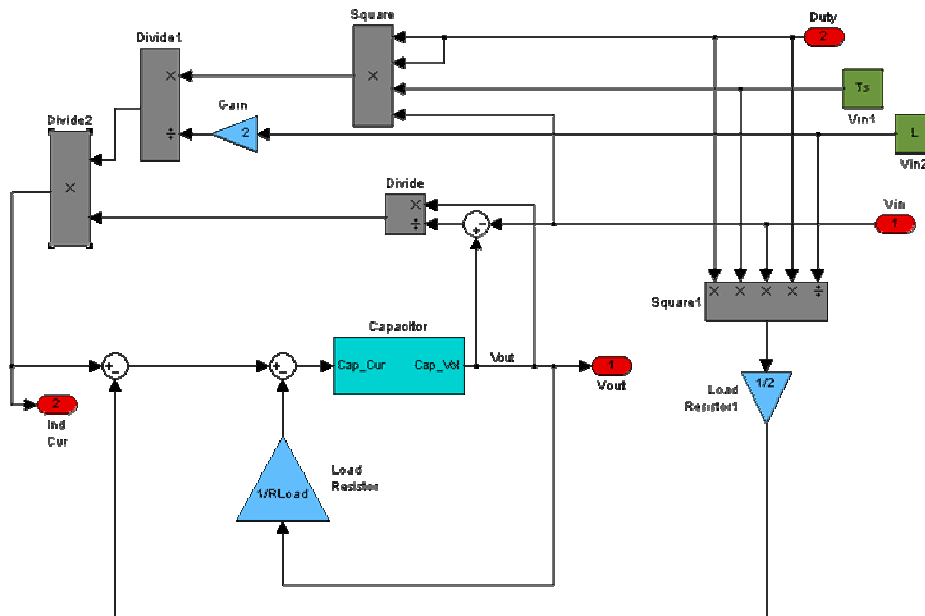 Square
Duty
2
Divide1
×
×
Ts
Vin1
Gain
2
÷
L
Vin2
Divide2
×
Divide
×
÷
Vin
1
Square1
× × × × ÷
Capacitor
Cap_Cur
Cap_Vol
Vout
1
Vout
1/2
Load
Resistor1
2
Ind
Cur
1/RLoad
Load
Resistor